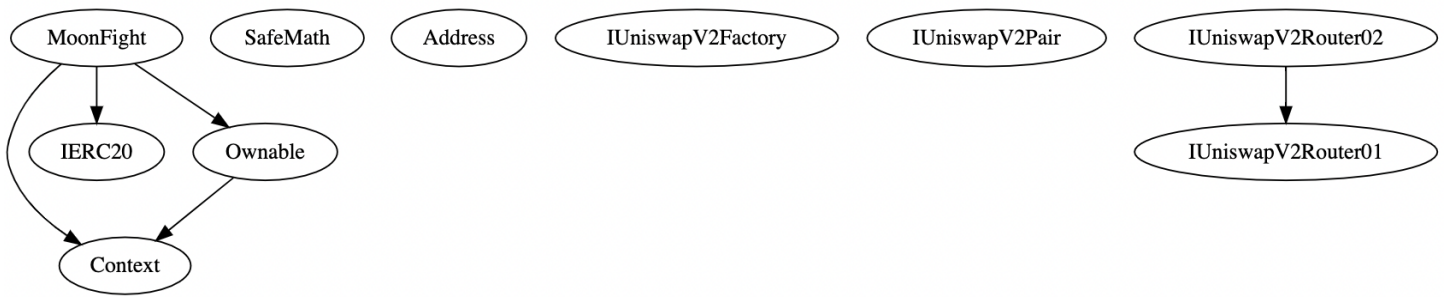 MoonFight
SafeMath
Address
IUniswapV2Factory
IUniswapV2Pair
IUniswapV2Router02
IERC20
Ownable
IUniswapV2Router01
Context